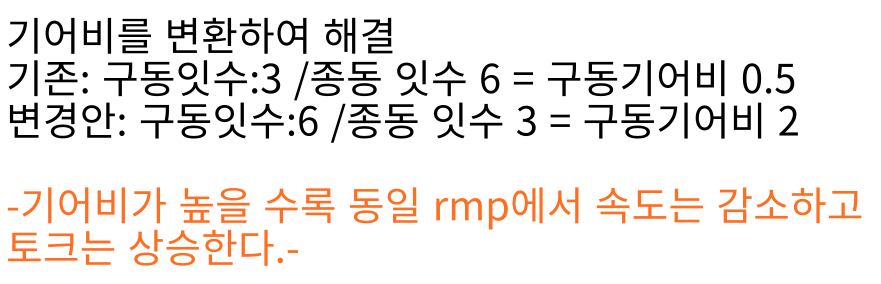 기어비를 변환하여 해결
기존: 구동잇수:3 /종동 잇수 6 = 구동기어비 0.5
변경안: 구동잇수:6 /종동 잇수 3 = 구동기어비 2
-기어비가 높을 수록 동일 rmp에서 속도는 감소하고
토크는 상승한다.-